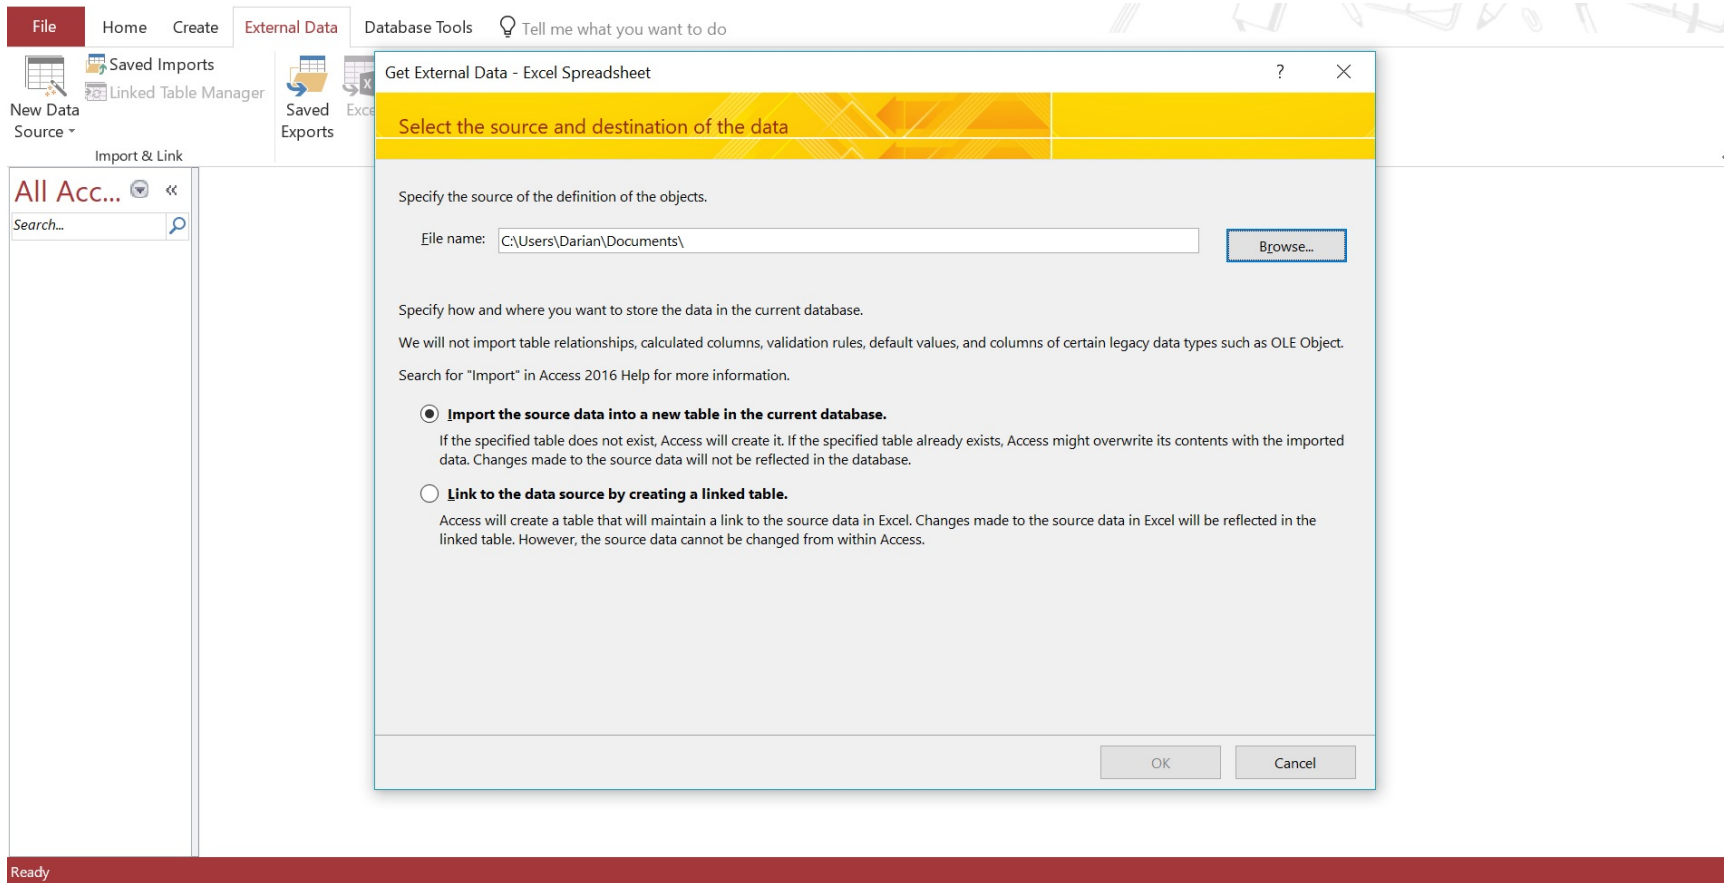 File Home Create External Data Database Tools Tell me what you want to do
Saved Imports
Linked Table Manager
New Data
Source
Saved
Exports
Import & Link
Get External Data - Excel Spreadsheet ?
Select the source and destination of the data
All Acc... «
Search...
Specify the source of the definition of the objects.
File name: C:\Users\Darian\Documents\ Browse...
Specify how and where you want to store the data in the current database.
We will not import table relationships, calculated columns, validation rules, default values, and columns of certain legacy data types such as OLE Object.
Search for "Import" in Access 2016 Help for more information.
Import the source data into a new table in the current database.
If the specified table does not exist, Access will create it. If the specified table already exists, Access might overwrite its contents with the imported
data. Changes made to the source data will not be reflected in the database.
Link to the data source by creating a linked table.
Access will create a table that will maintain a link to the source data in Excel. Changes made to the source data in Excel will be reflected in the
linked table. However, the source data cannot be changed from within Access.
OK Cancel
Ready